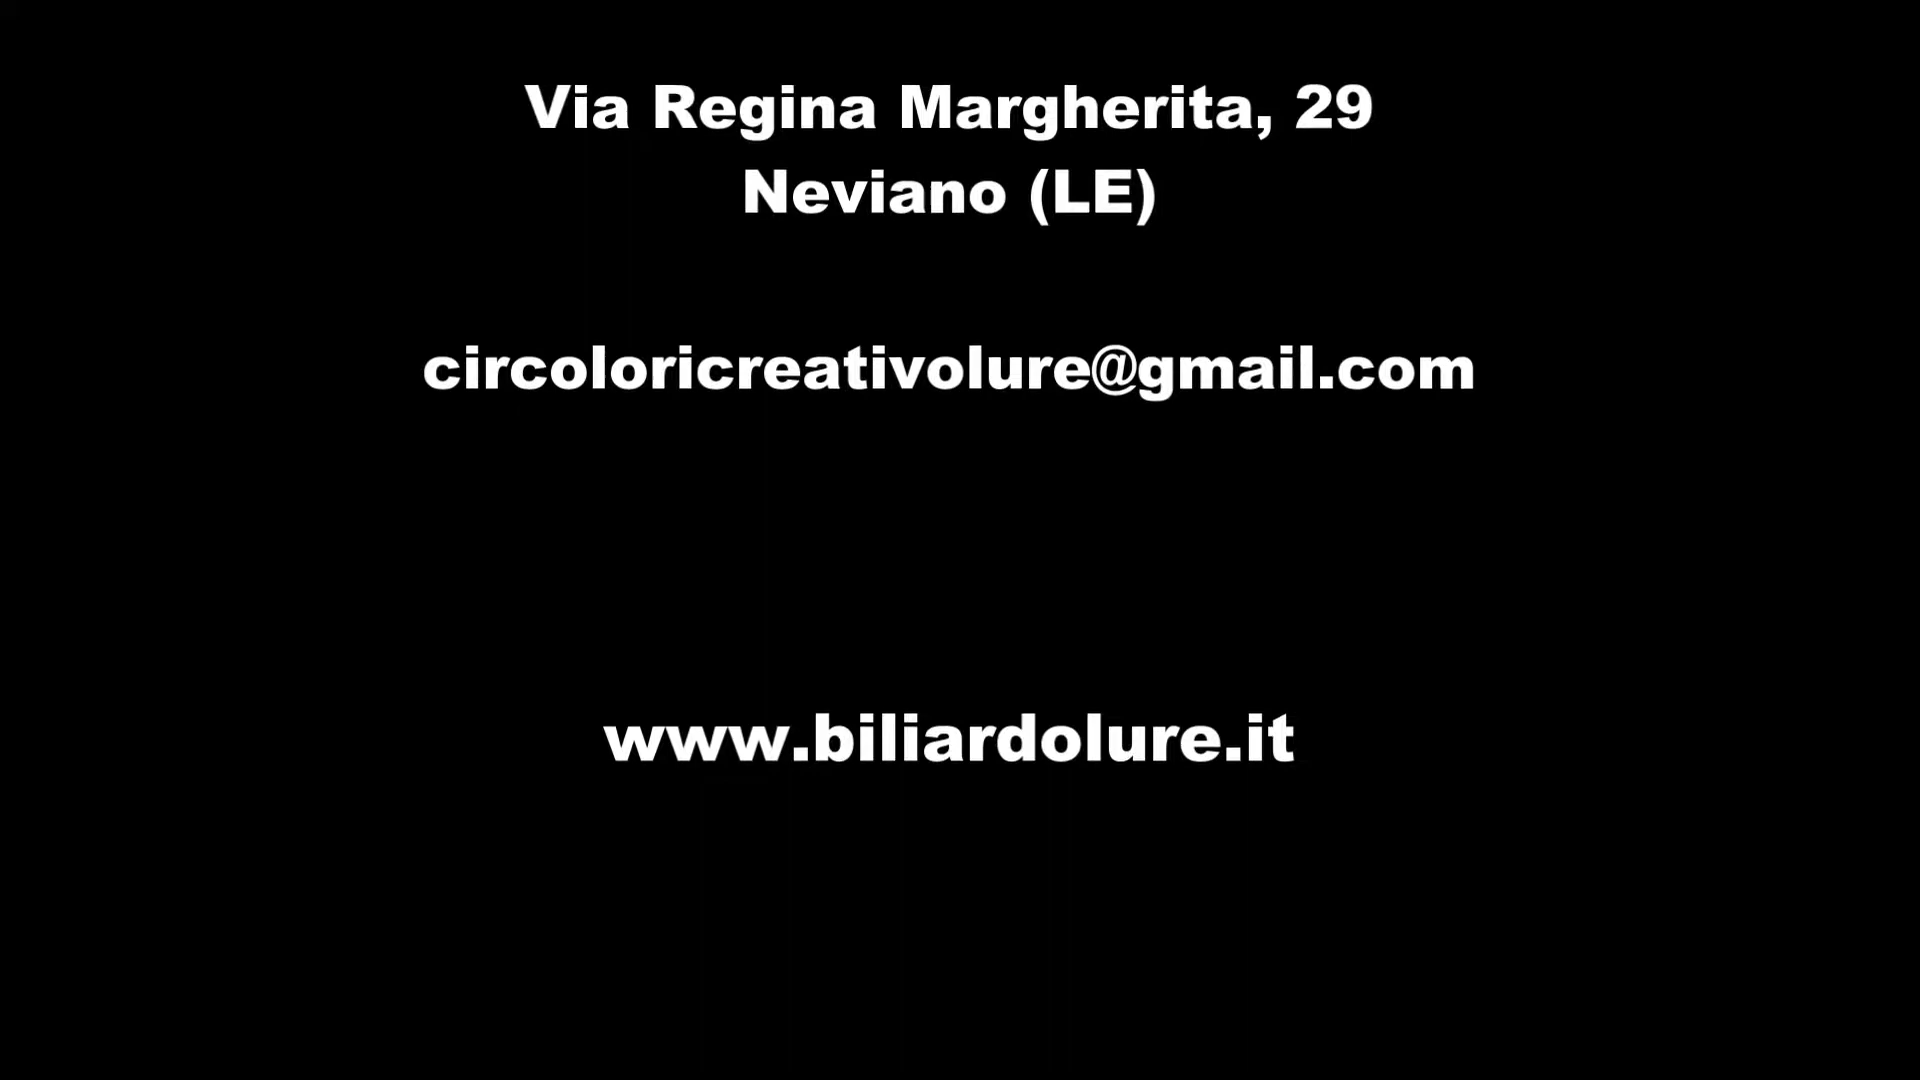 Via Regina Margherita, 29
Neviano (LE)
circoloricreativolure@gmail.com
www.biliardolure.it